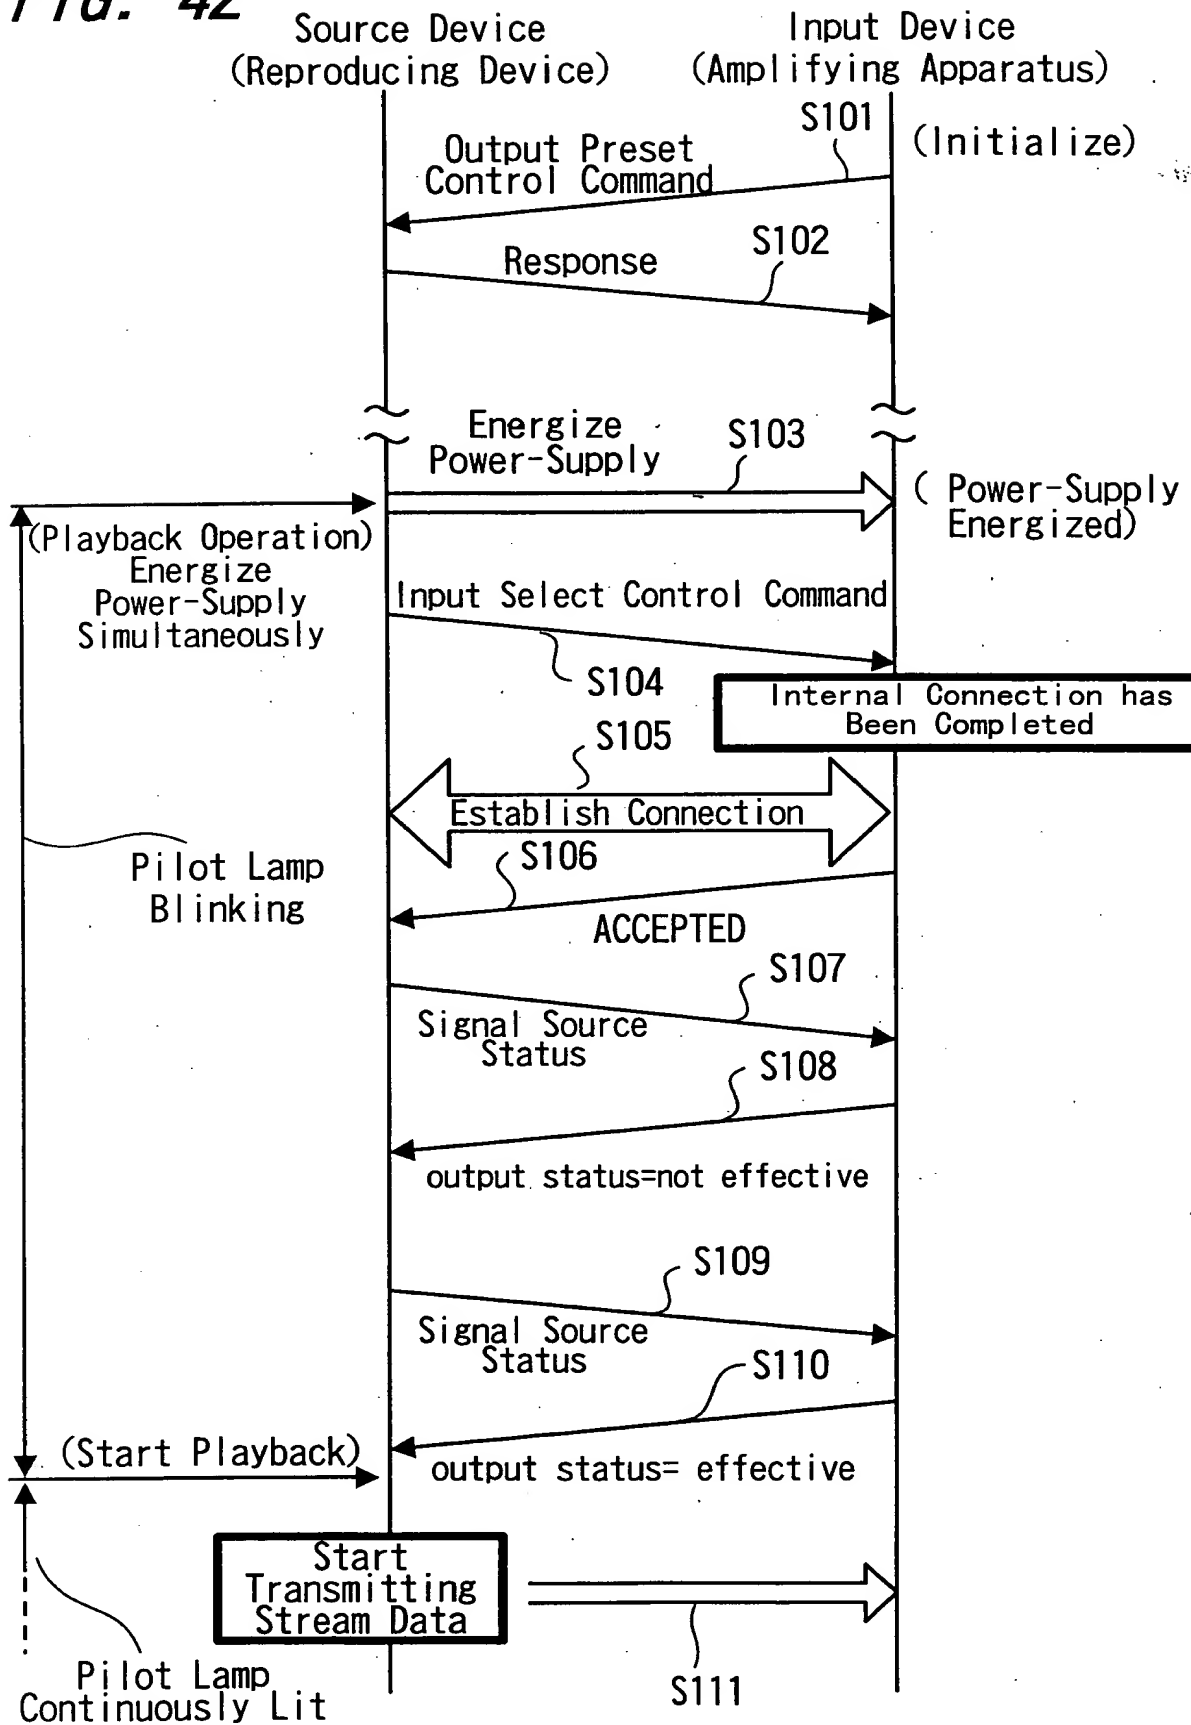 FIG. 42
Source Device
(Reproducing Device)
Input Device
(Amplifying Apparatus)
S101
(Initialize)
Output Preset
Control Command
S102
Response
Energize
Power-Supply
S103
( Power-Supply
Energized)
(Playback Operation)
Energize
Power-Supply
Simultaneously
Input Select Control Command
S104
Internal Connection has
Been Completed
S105
Establish Connection
S106
Pilot Lamp
Blinking
ACCEPTED
S107
Signal Source
Status
S108
output status=not effective
S109
Signal Source
Status
S110
(Start Playback)
output status= effective
Start
Transmitting
Stream Data
S111
Pilot Lamp
Continuously Lit